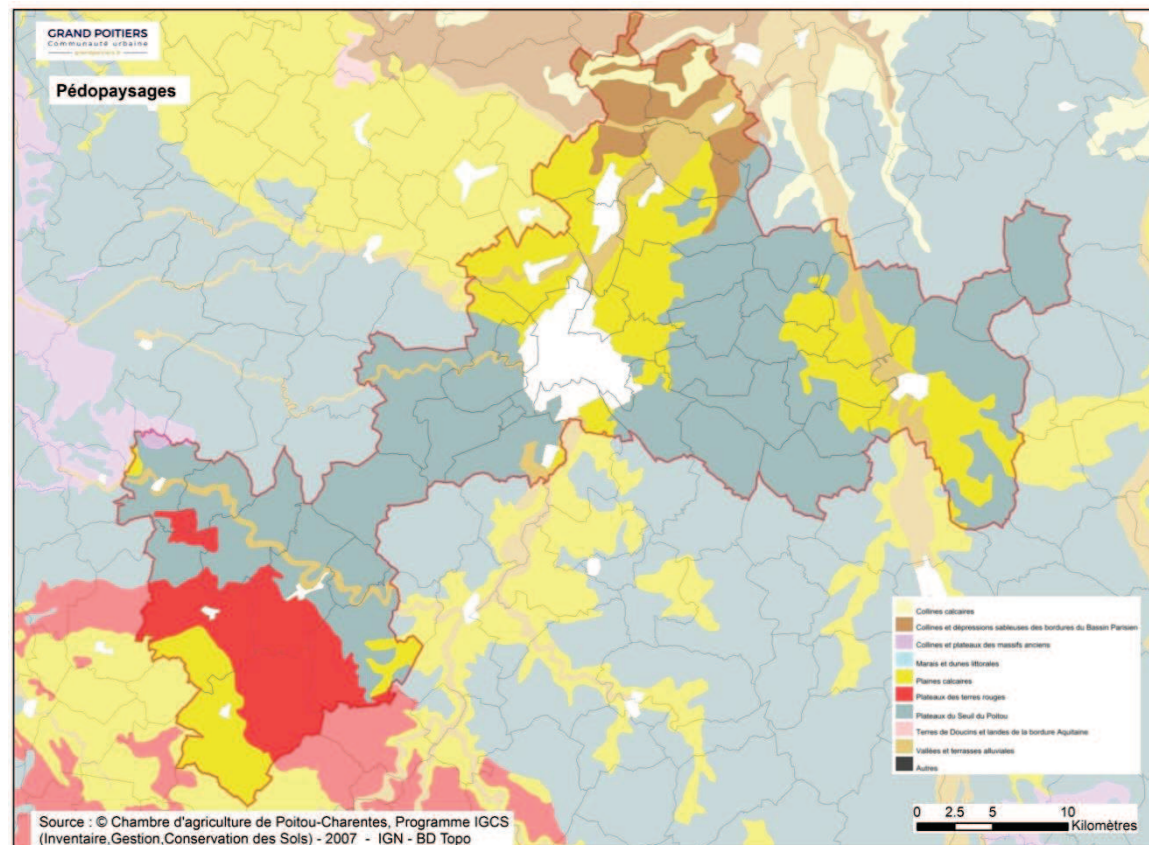 GRAND POITIERS
Communauté urbaine
grandpoitiers.fr
Pédopaysages
Collines calcaires
Collines et dépressions sableuses des bordures du Bassin Parisien
Collines et plateaux des massifs anciens
Marais et dunes littorales
Plaines calcaires
Plateaux des terres rouges
Plateaux du Seuil du Poitou
Terres de Doucins et landes de la bordure Aquitaine
Vallées et terrasses alluviales
Autres
0 2.5 5 10
Kilomètres
Source : © Chambre d'agriculture de Poitou-Charentes, Programme IGCS
(Inventaire,Gestion,Conservation des Sols) - 2007 - IGN - BD Topo